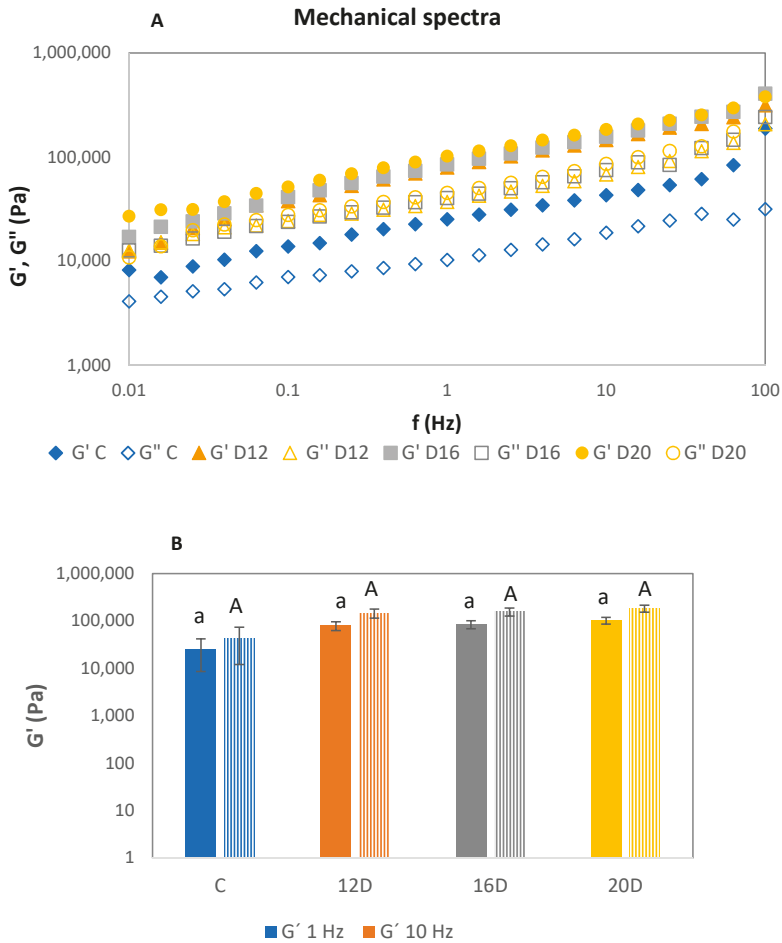 A
Mechanical spectra
1,000,000
100,000
10,000
1,000
G', G" (Pa)
0.01 0.1 1 10 100
f (Hz)
G' C G" C G' D12 G" D12 G' D16 G" D16 G' D20 G" D20
B
1,000,000
100,000
10,000
1,000
100
10
1
G' (Pa)
a A a A a A a A
C 12D 16D 20D
G´ 1 Hz G´ 10 Hz